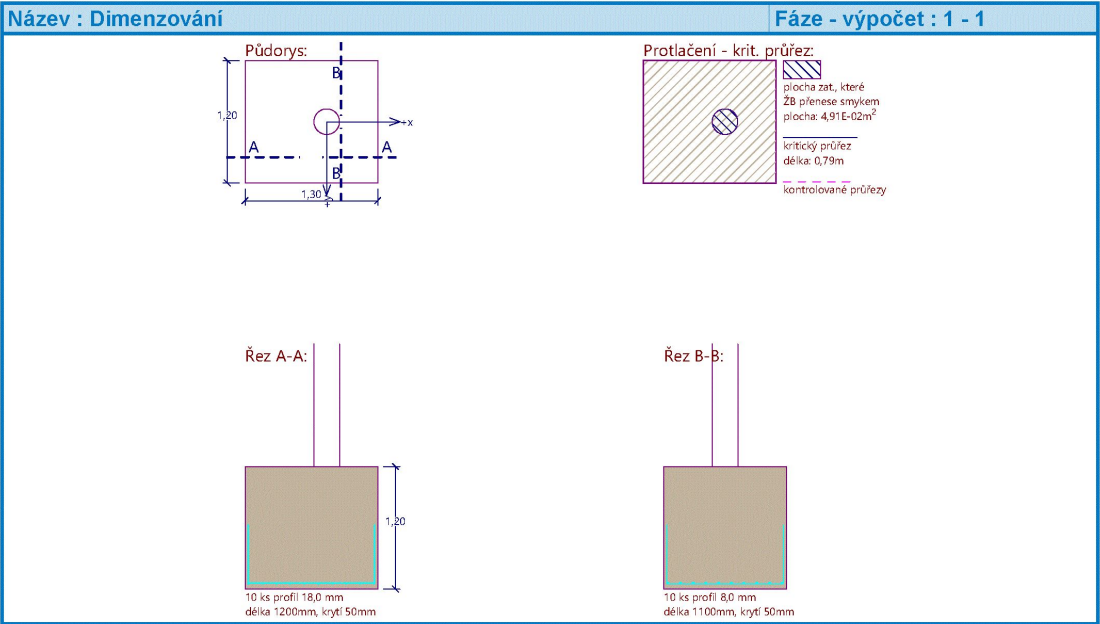 Název : Dimenzování
Fáze - výpočet : 1 - 1
Půdorys:
B
1,20
+x
A
A
B
1,30
Protlačení - krit. průřez:
plocha zat., které
ŽB přenese smykem
plocha: 4,91E-02m²
kritický průřez
délka: 0,79m
kontrolované průřezy
Řez A-A:
1,20
10 ks profil 18,0 mm
délka 1200mm, krytí 50mm
Řez B-B:
10 ks profil 8,0 mm
délka 1100mm, krytí 50mm